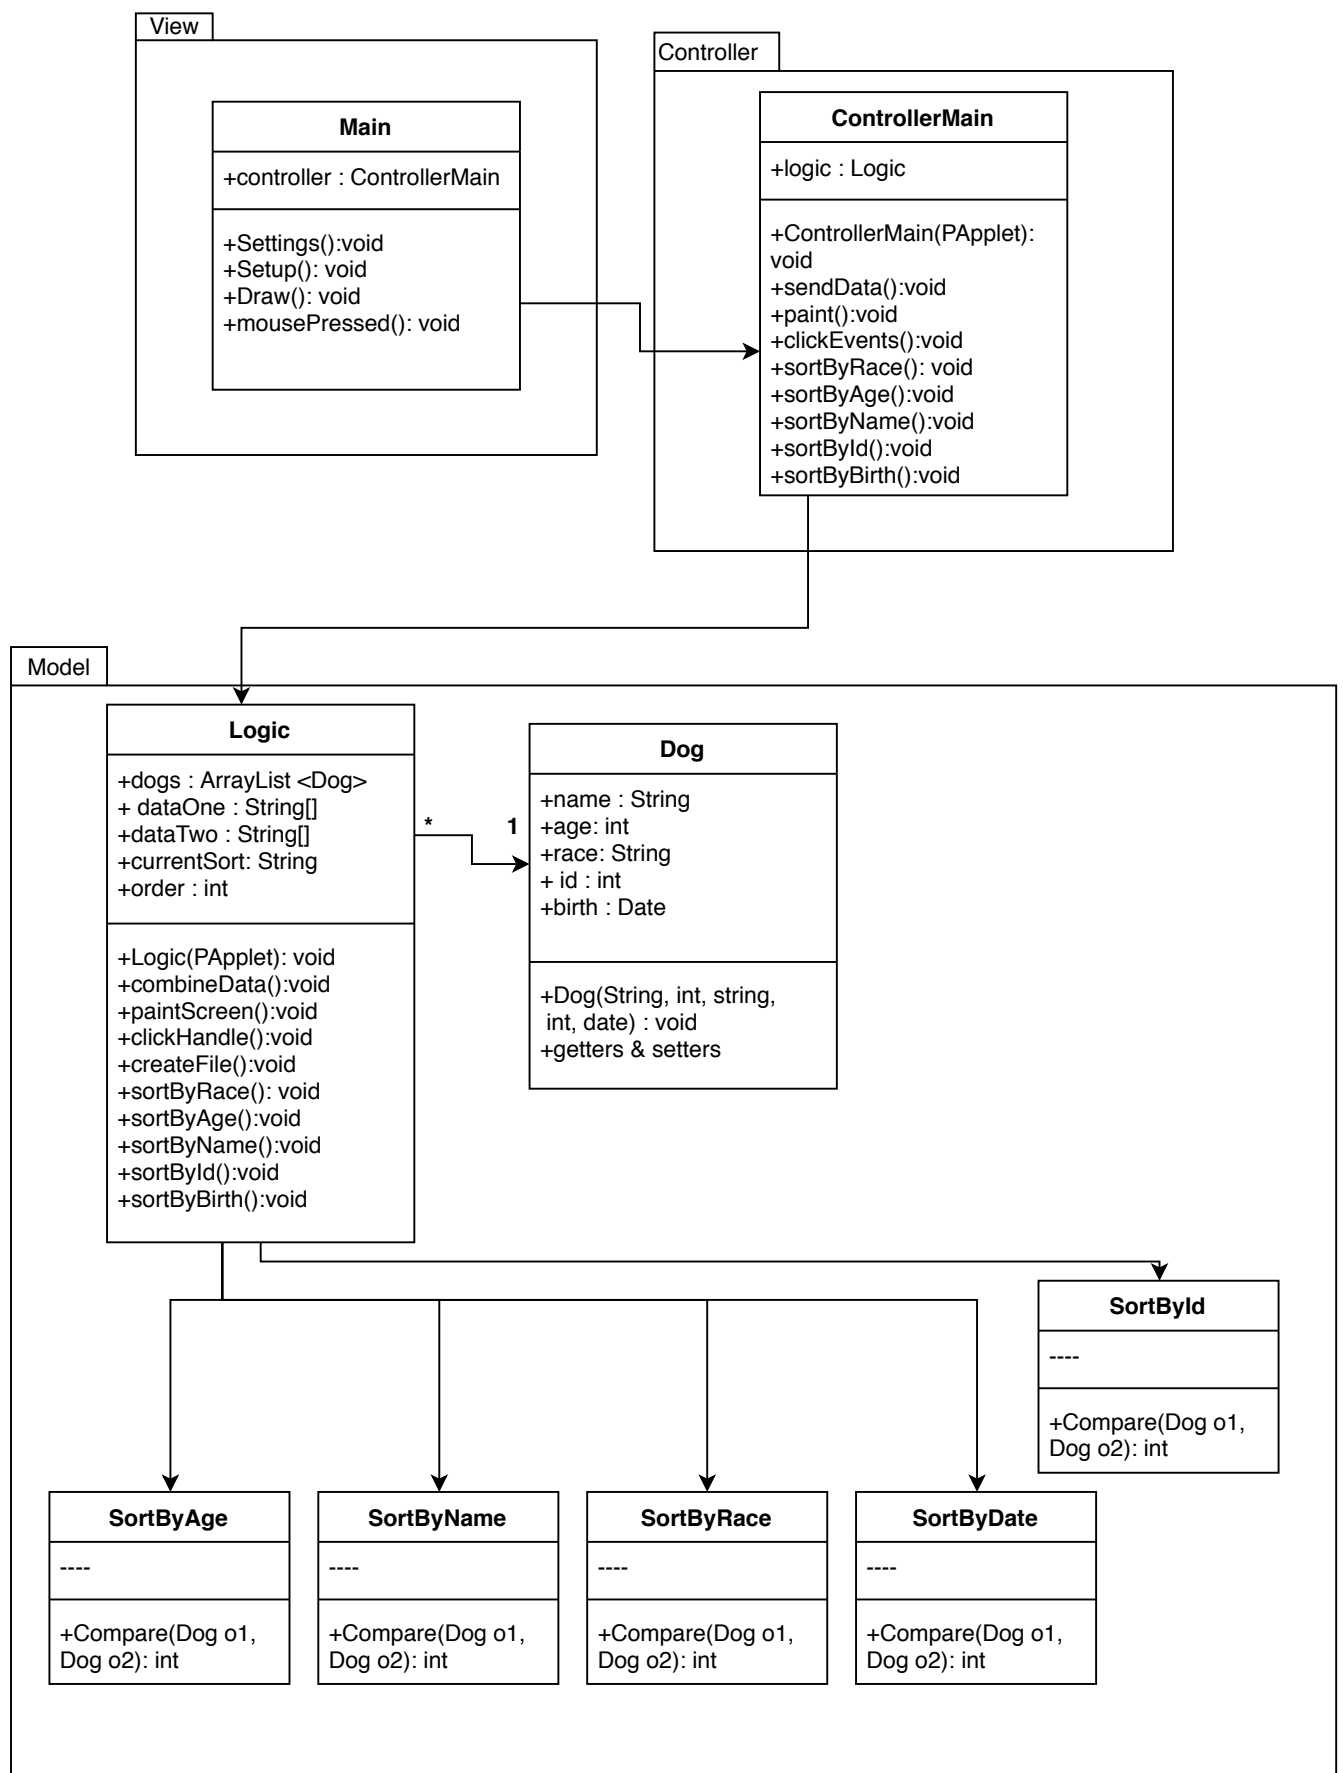 View
Main
+controller : ControllerMain
+Settings():void
+Setup(): void
+Draw(): void
+mousePressed(): void
Controller
ControllerMain
+logic : Logic
+ControllerMain(PApplet):
void
+sendData():void
+paint():void
+clickEvents():void
+sortByRace(): void
+sortByAge():void
+sortByName():void
+sortById():void
+sortByBirth():void
Model
Logic
+dogs : ArrayList <Dog>
+ dataOne : String[]
+dataTwo : String[]
+currentSort: String
+order : int
+Logic(PApplet): void
+combineData():void
+paintScreen():void
+clickHandle():void
+createFile():void
+sortByRace(): void
+sortByAge():void
+sortByName():void
+sortById():void
+sortByBirth():void
* 1
Dog
+name : String
+age: int
+race: String
+ id : int
+birth : Date
+Dog(String, int, string,
int, date) : void
+getters & setters
SortById
----
+Compare(Dog o1,
Dog o2): int
SortByAge
----
+Compare(Dog o1,
Dog o2): int
SortByName
----
+Compare(Dog o1,
Dog o2): int
SortByRace
----
+Compare(Dog o1,
Dog o2): int
SortByDate
----
+Compare(Dog o1,
Dog o2): int